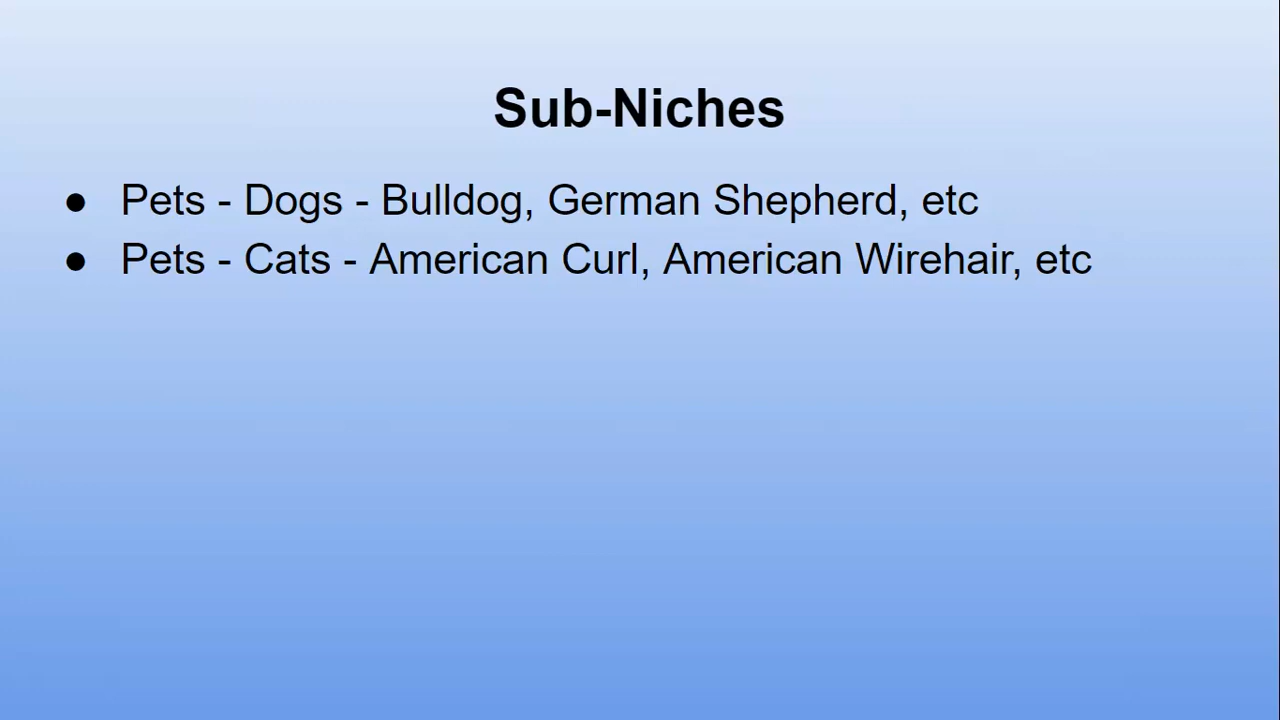 Sub-Niches
● Pets - Dogs - Bulldog, German Shepherd, etc
● Pets - Cats - American Curl, American Wirehair, etc